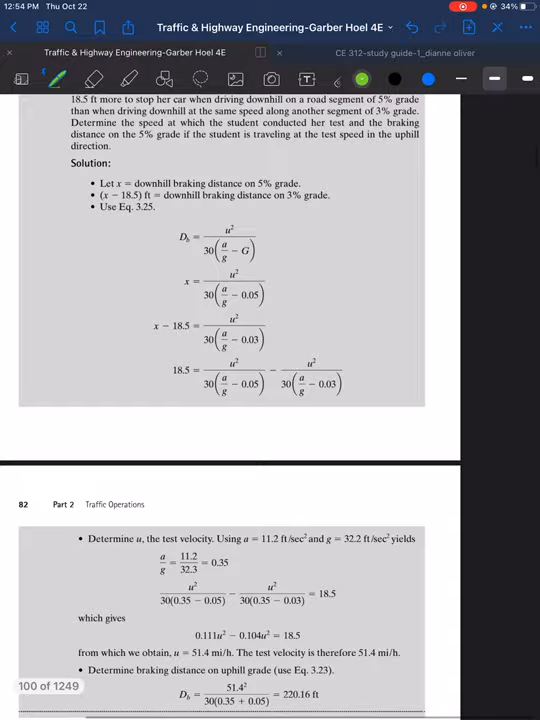 12:54 PM Thu Oct 22
34%
Traffic & Highway Engineering-Garber Hoel 4E
Traffic & Highway Engineering-Garber Hoel 4E
CE 312-study guide-1_dianne oliver
18.5 ft more to stop her car when driving downhill on a road segment of 5% grade
than when driving downhill at the same speed along another segment of 3% grade.
Determine the speed at which the student conducted her test and the braking
distance on the 5% grade if the student is traveling at the test speed in the uphill
direction.
Solution:
• Let x = downhill braking distance on 5% grade.
• (x − 18.5) ft = downhill braking distance on 3% grade.
• Use Eq. 3.25.
D_b = u² / 30(a/g − G)
x = u² / 30(a/g − 0.05)
x − 18.5 = u² / 30(a/g − 0.03)
18.5 = u² / 30(a/g − 0.05) − u² / 30(a/g − 0.03)
82 Part 2 Traffic Operations
• Determine u, the test velocity. Using a = 11.2 ft/sec² and g = 32.2 ft/sec² yields
a/g = 11.2/32.3 = 0.35
u² / 30(0.35 − 0.05) − u² / 30(0.35 − 0.03) = 18.5
which gives
0.111u² − 0.104u² = 18.5
from which we obtain, u = 51.4 mi/h. The test velocity is therefore 51.4 mi/h.
• Determine braking distance on uphill grade (use Eq. 3.23).
100 of 1249
D_b = 51.4² / 30(0.35 + 0.05) = 220.16 ft